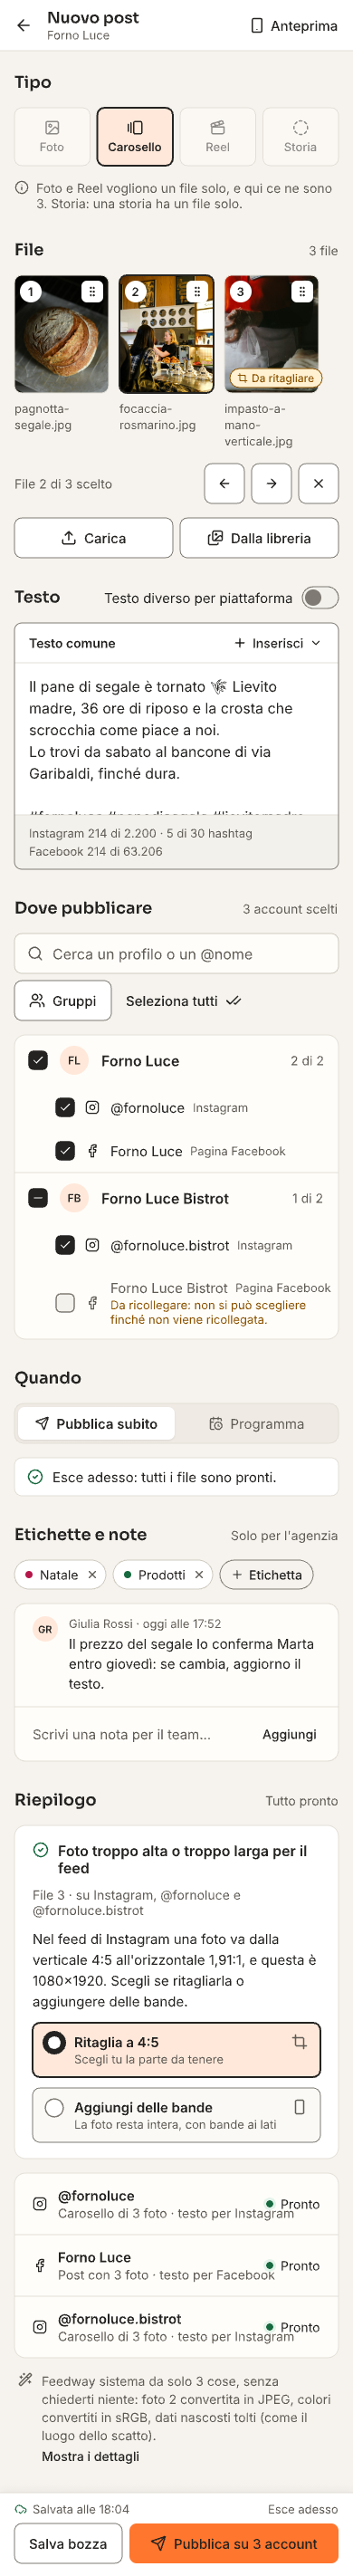 Nuovo post
Forno Luce
Anteprima
Tipo
Foto
Carosello
Reel
Storia
Foto e Reel vogliono un file solo, e qui ce ne sono
3. Storia: una storia ha un file solo.
File
3 file
1
2
3
Da ritagliare
pagnotta-
segale.jpg
focaccia-
rosmarino.jpg
impasto-a-
mano-
verticale.jpg
File 2 di 3 scelto
Carica
Dalla libreria
Testo
Testo diverso per piattaforma
Testo comune
Inserisci
Il pane di segale è tornato 🌾 Lievito
madre, 36 ore di riposo e la crosta che
scrocchia come piace a noi.
Lo trovi da sabato al bancone di via
Garibaldi, finché dura.
Instagram 214 di 2.200 · 5 di 30 hashtag
Facebook 214 di 63.206
Dove pubblicare
3 account scelti
Cerca un profilo o un @nome
Gruppi
Seleziona tutti
FL
Forno Luce
2 di 2
@fornoluce Instagram
Forno Luce Pagina Facebook
FB
Forno Luce Bistrot
1 di 2
@fornoluce.bistrot Instagram
Forno Luce Bistrot Pagina Facebook
Da ricollegare: non si può scegliere
finché non viene ricollegata.
Quando
Pubblica subito
Programma
Esce adesso: tutti i file sono pronti.
Etichette e note
Solo per l'agenzia
Natale
Prodotti
Etichetta
GR
Giulia Rossi · oggi alle 17:52
Il prezzo del segale lo conferma Marta
entro giovedì: se cambia, aggiorno il
testo.
Scrivi una nota per il team...
Aggiungi
Riepilogo
Tutto pronto
Foto troppo alta o troppo larga per il
feed
File 3 · su Instagram, @fornoluce e
@fornoluce.bistrot
Nel feed di Instagram una foto va dalla
verticale 4:5 all'orizzontale 1,91:1, e questa è
1080×1920. Scegli se ritagliarla o
aggiungere delle bande.
Ritaglia a 4:5
Scegli tu la parte da tenere
Aggiungi delle bande
La foto resta intera, con bande ai lati
@fornoluce
Carosello di 3 foto · testo per Instagram
Pronto
Forno Luce
Post con 3 foto · testo per Facebook
Pronto
@fornoluce.bistrot
Carosello di 3 foto · testo per Instagram
Pronto
Feedway sistema da solo 3 cose, senza
chiederti niente: foto 2 convertita in JPEG, colori
convertiti in sRGB, dati nascosti tolti (come il
luogo dello scatto).
Mostra i dettagli
Salvata alle 18:04
Esce adesso
Salva bozza
Pubblica su 3 account